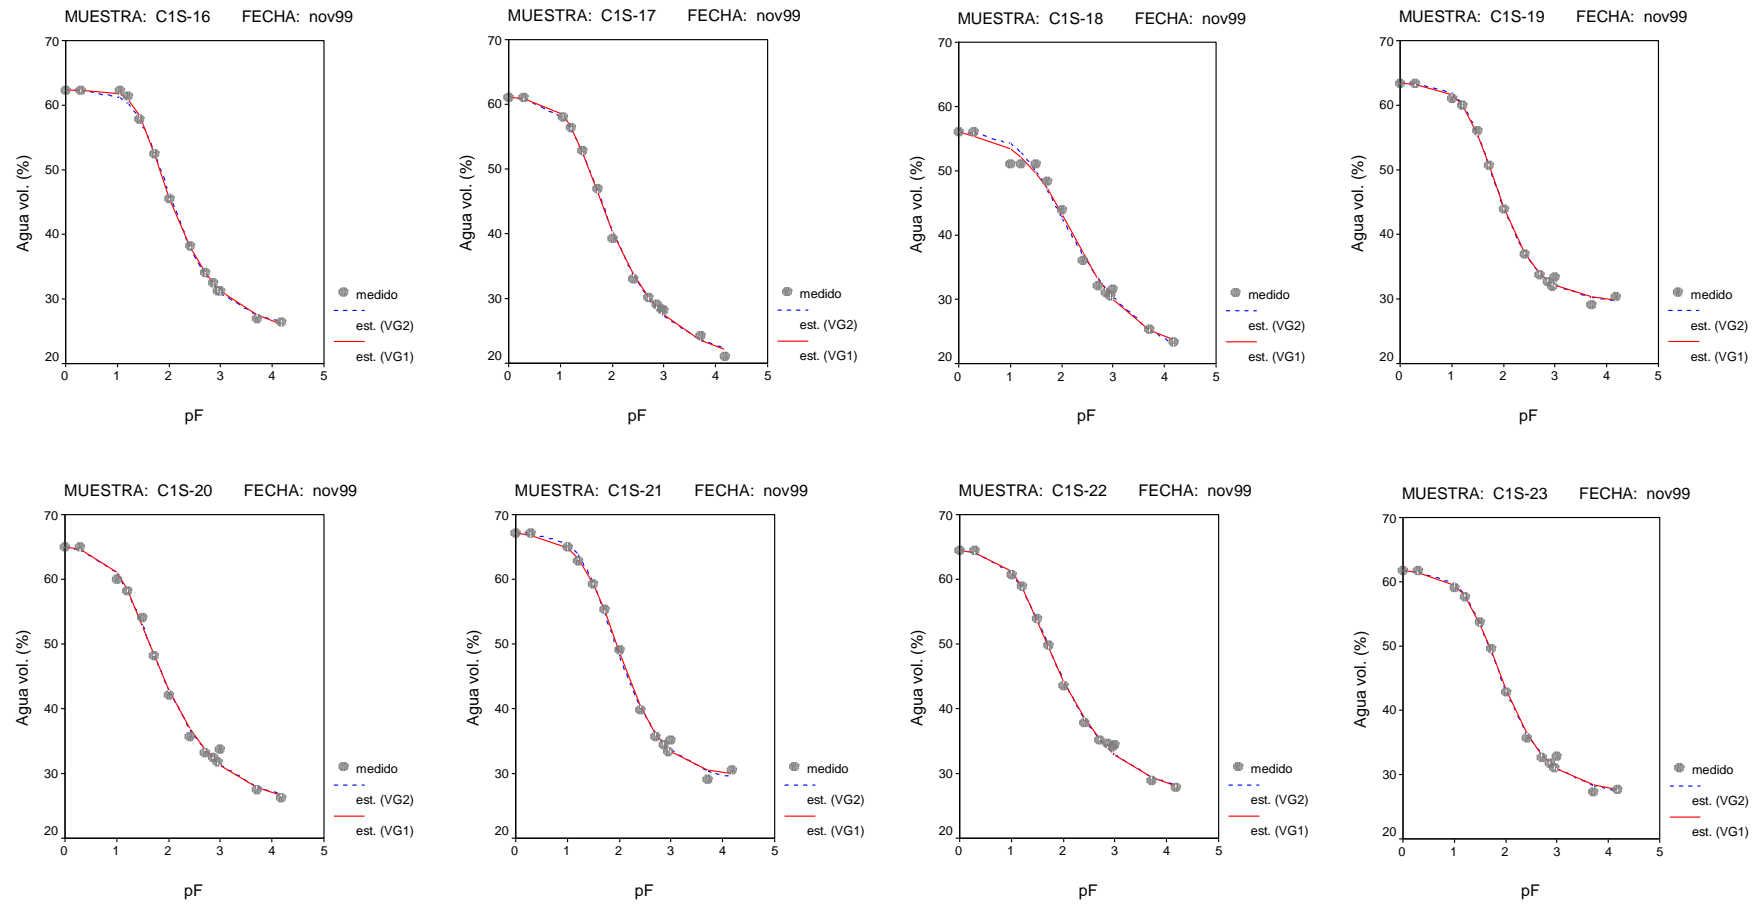 MUESTRA: C1S-16 FECHA: nov99
70
60
50
40
30
20
Agua vol. (%)
0 1 2 3 4 5
pF
medido
est. (VG2)
est. (VG1)
MUESTRA: C1S-17 FECHA: nov99
70
60
50
40
30
20
Agua vol. (%)
0 1 2 3 4 5
pF
medido
est. (VG2)
est. (VG1)
MUESTRA: C1S-18 FECHA: nov99
70
60
50
40
30
20
Agua vol. (%)
0 1 2 3 4 5
pF
medido
est. (VG2)
est. (VG1)
MUESTRA: C1S-19 FECHA: nov99
70
60
50
40
30
20
Agua vol. (%)
0 1 2 3 4 5
pF
medido
est. (VG2)
est. (VG1)
MUESTRA: C1S-20 FECHA: nov99
70
60
50
40
30
20
Agua vol. (%)
0 1 2 3 4 5
pF
medido
est. (VG2)
est. (VG1)
MUESTRA: C1S-21 FECHA: nov99
70
60
50
40
30
20
Agua vol. (%)
0 1 2 3 4 5
pF
medido
est. (VG2)
est. (VG1)
MUESTRA: C1S-22 FECHA: nov99
70
60
50
40
30
20
Agua vol. (%)
0 1 2 3 4 5
pF
medido
est. (VG2)
est. (VG1)
MUESTRA: C1S-23 FECHA: nov99
70
60
50
40
30
20
Agua vol. (%)
0 1 2 3 4 5
pF
medido
est. (VG2)
est. (VG1)